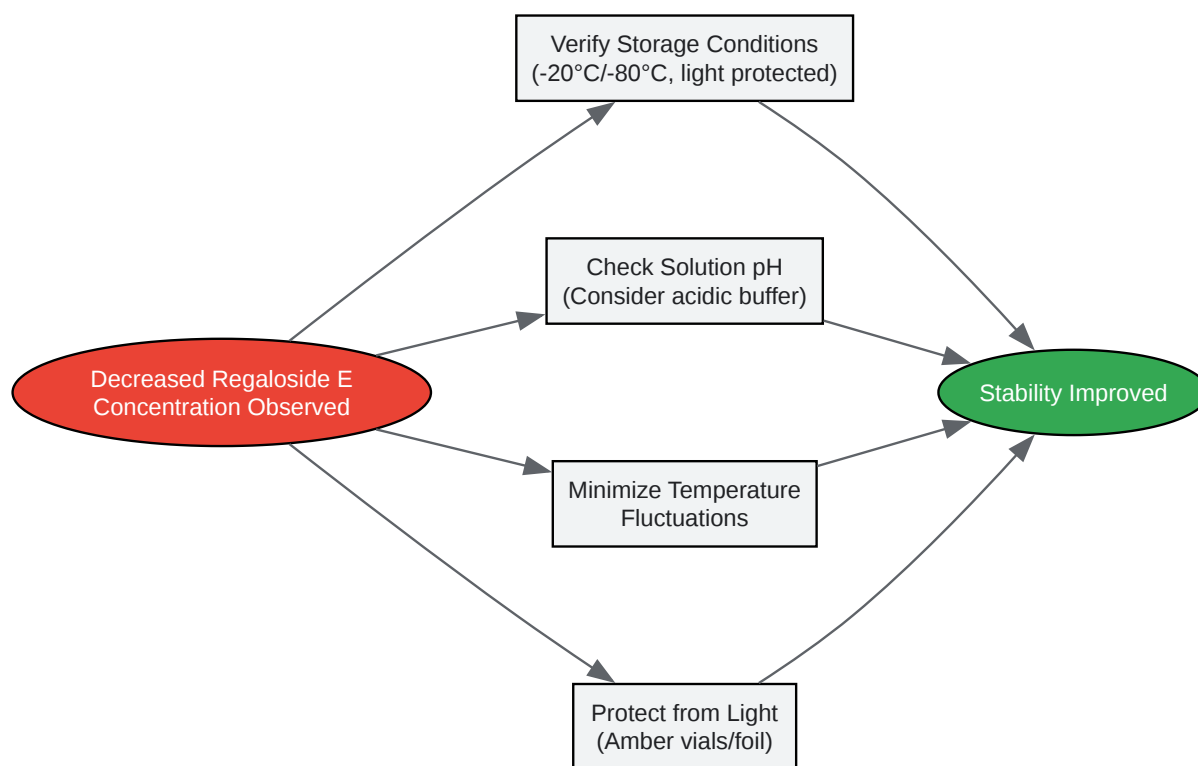 Verify Storage Conditions
(-20°C/-80°C, light protected)
Check Solution pH
(Consider acidic buffer)
Decreased Regaloside E
Concentration Observed
Stability Improved
Minimize Temperature
Fluctuations
Protect from Light
(Amber vials/foil)